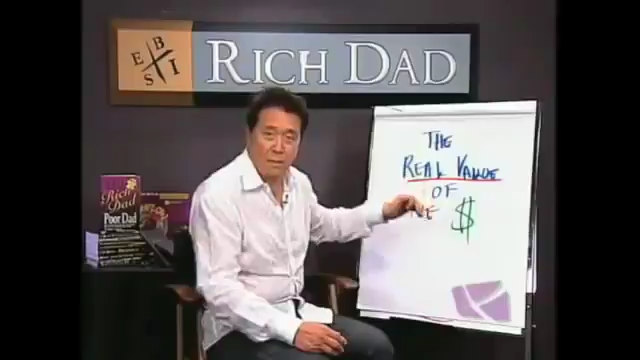 E B S I
RICH DAD
Rich
Dad
Poor Dad
THE
REAL VALUE
OF
$